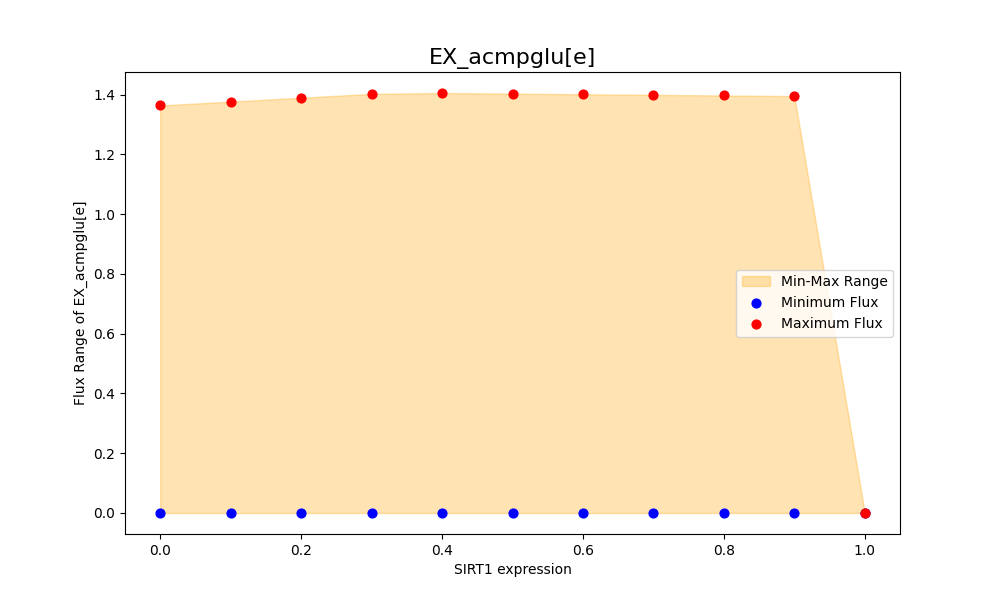 EX_acmpglu[e]
Flux Range of EX_acmpglu[e]
1.4
1.2
1.0
0.8
0.6
0.4
0.2
0.0
Min-Max Range
Minimum Flux
Maximum Flux
0.0 0.2 0.4 0.6 0.8 1.0
SIRT1 expression